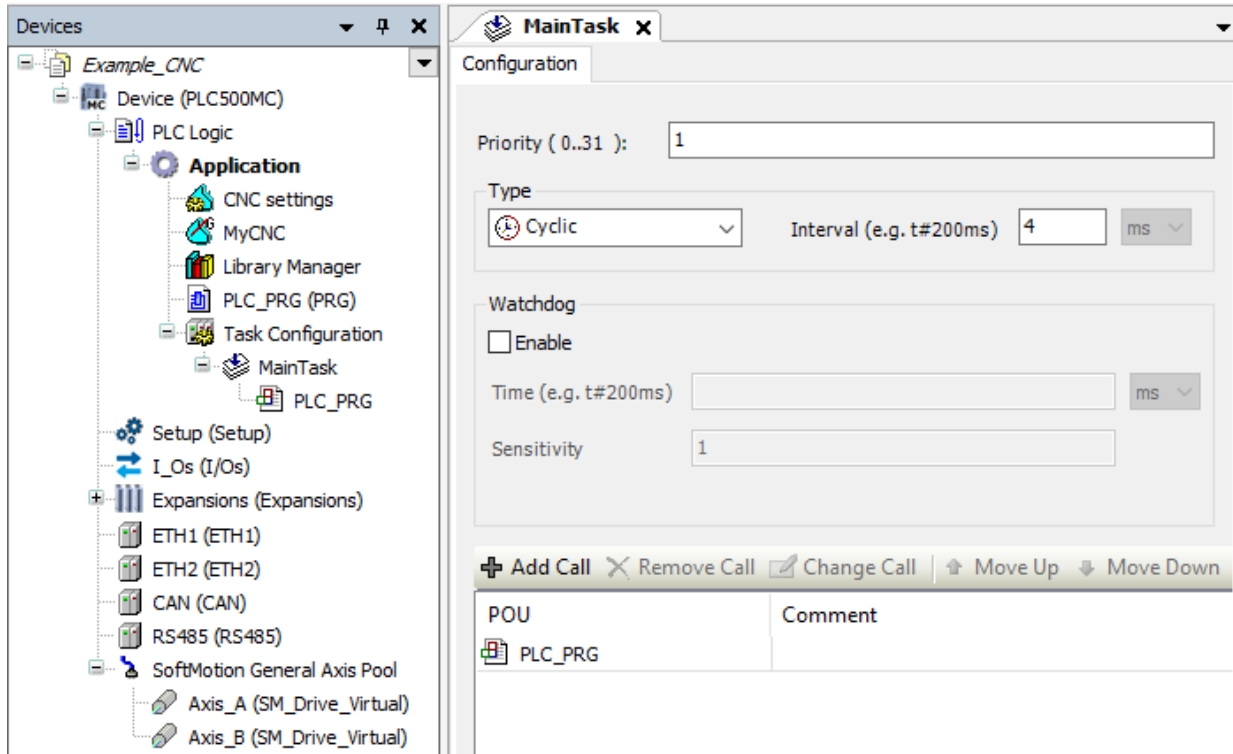 Devices
Example_CNC
Device (PLC500MC)
PLC Logic
Application
CNC settings
MyCNC
Library Manager
PLC_PRG (PRG)
Task Configuration
MainTask
PLC_PRG
Setup (Setup)
I_Os (I/Os)
Expansions (Expansions)
ETH1 (ETH1)
ETH2 (ETH2)
CAN (CAN)
RS485 (RS485)
SoftMotion General Axis Pool
Axis_A (SM_Drive_Virtual)
Axis_B (SM_Drive_Virtual)
MainTask
Configuration
Priority ( 0..31 ): 1
Type
Cyclic Interval (e.g. t#200ms) 4 ms
Watchdog
Enable
Time (e.g. t#200ms) ms
Sensitivity 1
Add Call Remove Call Change Call Move Up Move Down
POU Comment
PLC_PRG